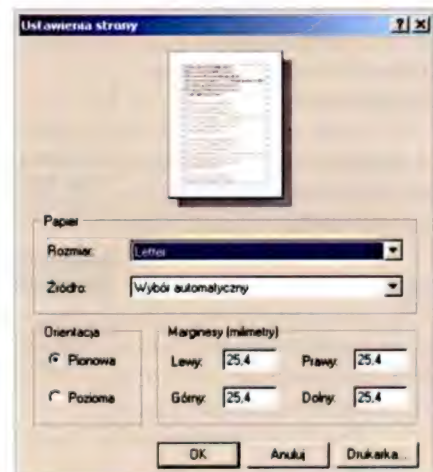 Ustawienia strony
Papier
Rozmiar: Letter
Źródło: Wybór automatyczny
Orientacja
Pionowa
Pozioma
Marginesy (milimetry)
Lewy: 25,4 Prawy: 25,4
Górny: 25,4 Dolny: 25,4
OK Anuluj Drukarka...